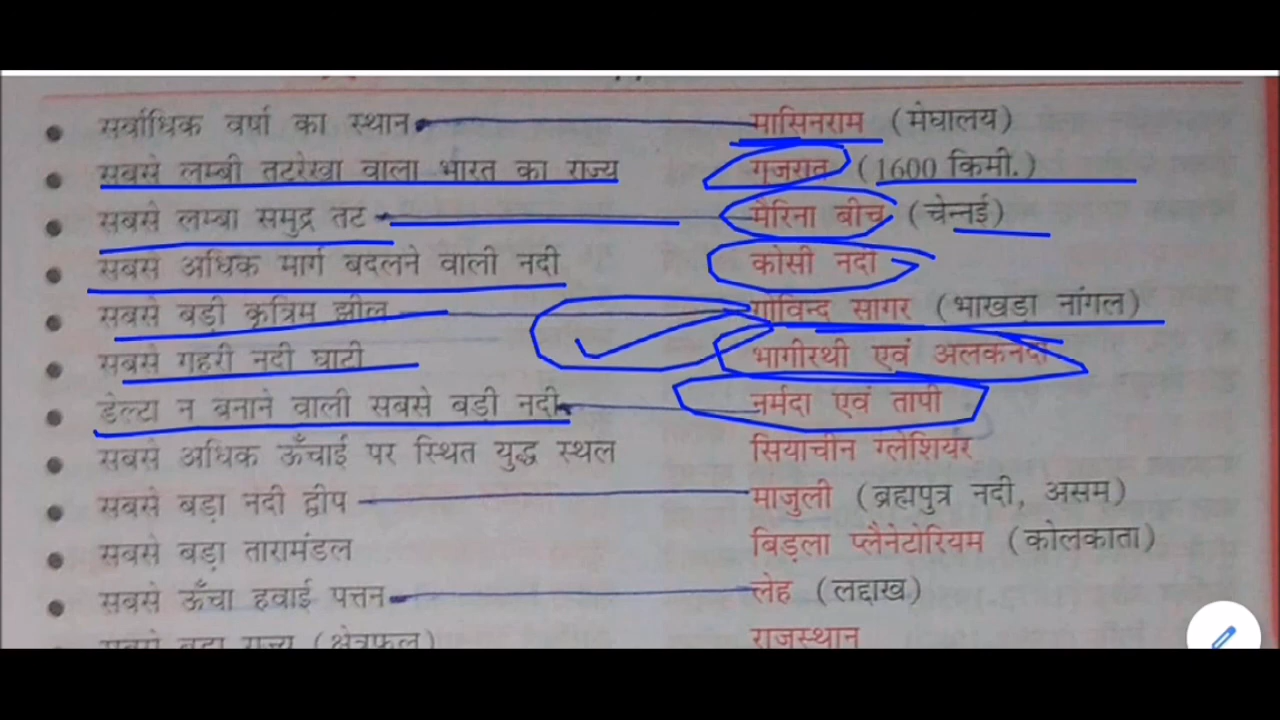 सर्वाधिक वर्षा का स्थान मासिनराम (मेघालय)
सबसे लम्बी तटरेखा वाला भारत का राज्य गुजरात (1600 किमी.)
सबसे लम्बा समुद्र तट मैरिना बीच (चेन्नई)
सबसे अधिक मार्ग बदलने वाली नदी कोसी नदी
सबसे बड़ी कृत्रिम झील गोविन्द सागर (भाखड़ा नांगल)
सबसे गहरी नदी घाटी भागीरथी एवं अलकनंदा
डेल्टा न बनाने वाली सबसे बड़ी नदी नर्मदा एवं तापी
सबसे अधिक ऊँचाई पर स्थित युद्ध स्थल सियाचीन ग्लेशियर
सबसे बड़ा नदी द्वीप माजुली (ब्रह्मपुत्र नदी, असम)
सबसे बड़ा तारामंडल बिड़ला प्लैनेटोरियम (कोलकाता)
सबसे ऊँचा हवाई पत्तन लेह (लद्दाख)
सबसे बड़ा राज्य (क्षेत्रफल) राजस्थान